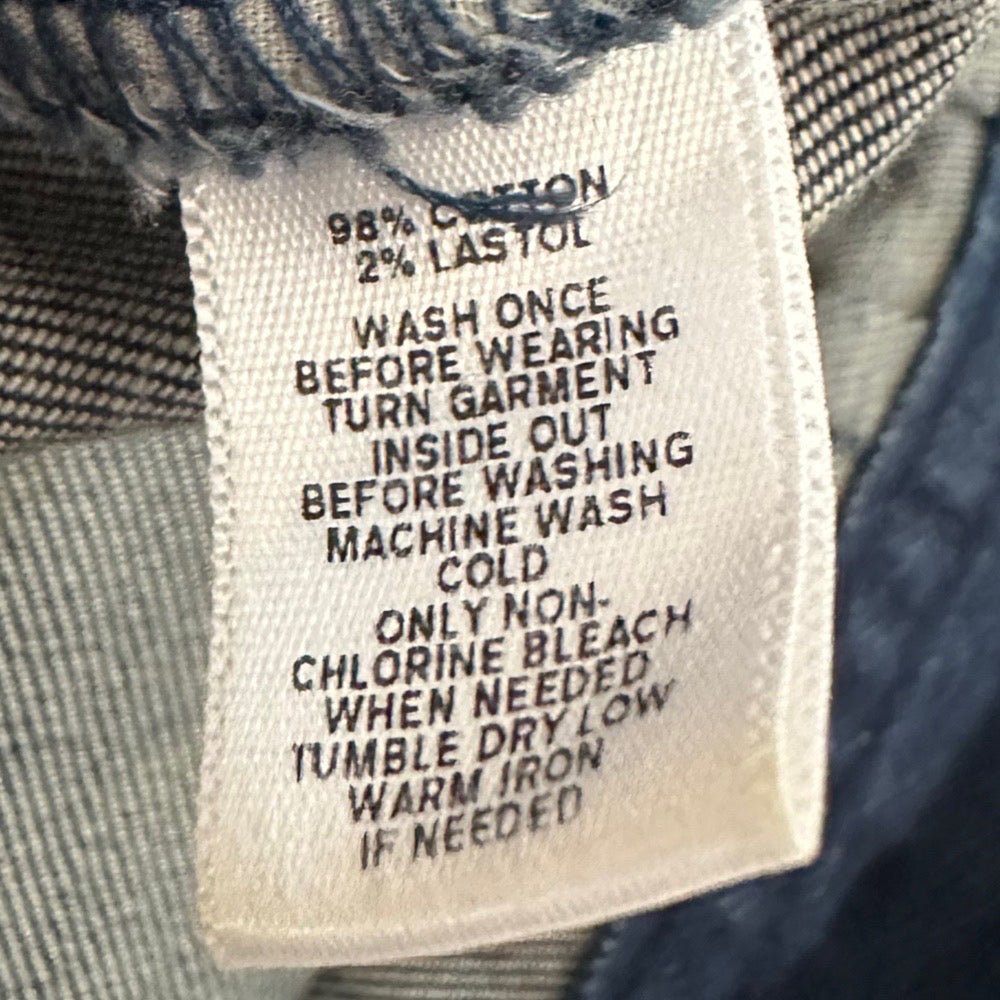 98% COTTON
2% LASTOL
WASH ONCE
BEFORE WEARING
TURN GARMENT
INSIDE OUT
BEFORE WASHING
MACHINE WASH
COLD
ONLY NON-
CHLORINE BLEACH
WHEN NEEDED
TUMBLE DRY LOW
WARM IRON
IF NEEDED